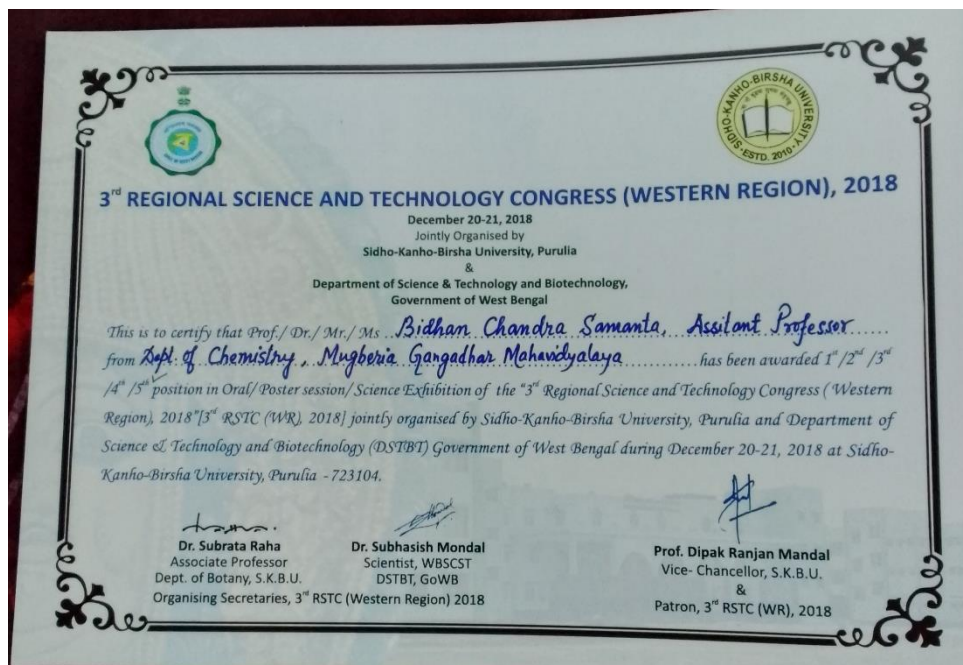 SIDHO-KANHO-BIRSHA UNIVERSITY
ESTD. 2010
3rd REGIONAL SCIENCE AND TECHNOLOGY CONGRESS (WESTERN REGION), 2018
December 20-21, 2018
Jointly Organised by
Sidho-Kanho-Birsha University, Purulia
&
Department of Science & Technology and Biotechnology,
Government of West Bengal
This is to certify that Prof./ Dr./ Mr./ Ms Bidhan Chandra Samanta, Assitant Professor
from Dept. of Chemistry, Mugberia Gangadhar Mahavidyalaya has been awarded 1st /2nd /3rd
/4th /5th position in Oral/ Poster session/ Science Exhibition of the "3rd Regional Science and Technology Congress ( Western
Region), 2018"[3rd RSTC (WR), 2018] jointly organised by Sidho-Kanho-Birsha University, Purulia and Department of
Science & Technology and Biotechnology (DSTBT) Government of West Bengal during December 20-21, 2018 at Sidho-
Kanho-Birsha University, Purulia - 723104.
Dr. Subrata Raha
Associate Professor
Dept. of Botany, S.K.B.U.
Dr. Subhasish Mondal
Scientist, WBSCST
DSTBT, GoWB
Organising Secretaries, 3rd RSTC (Western Region) 2018
Prof. Dipak Ranjan Mandal
Vice- Chancellor, S.K.B.U.
&
Patron, 3rd RSTC (WR), 2018